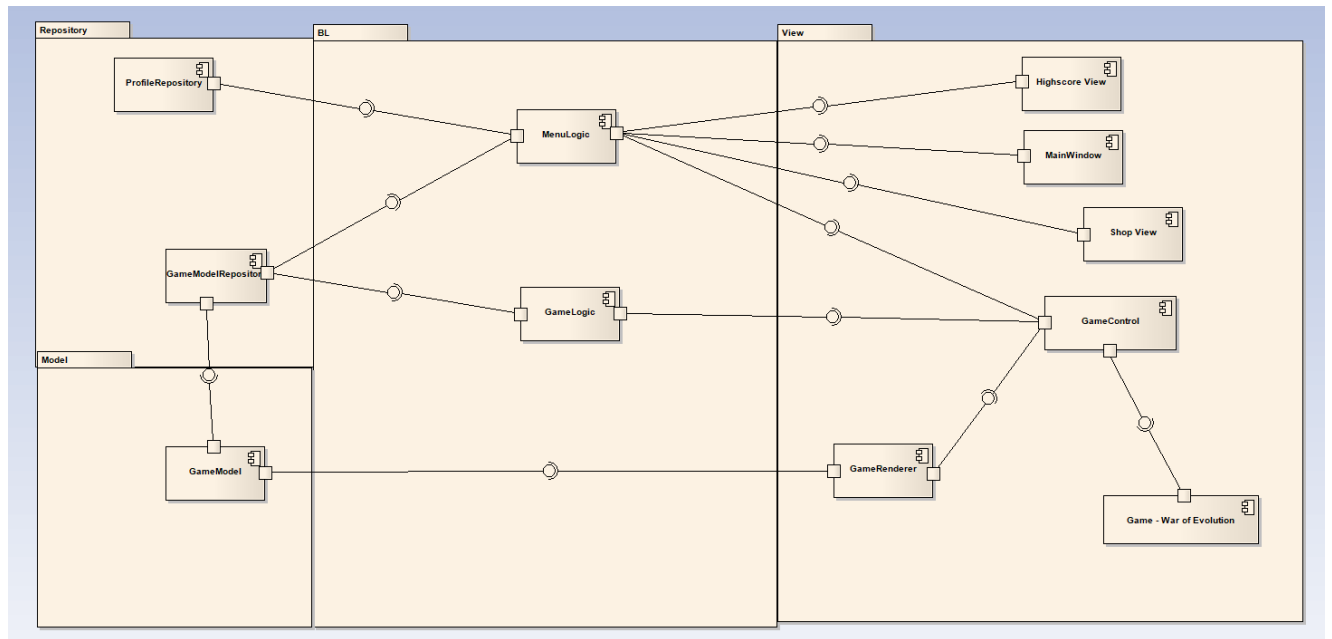 Repository
BL
View
ProfileRepository
Highscore View
MenuLogic
MainWindow
Shop View
GameModelRepositor
GameLogic
GameControl
Model
GameModel
GameRenderer
Game - War of Evolution